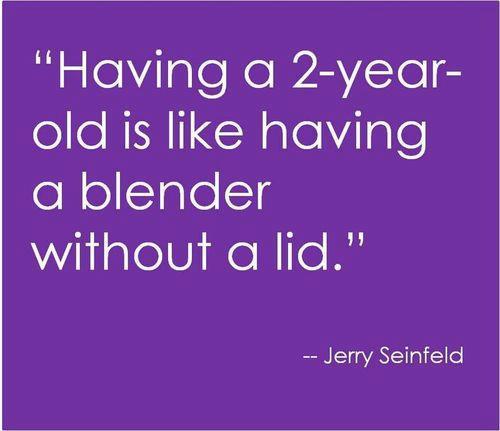 “Having a 2-year-
old is like having
a blender
without a lid.”
-- Jerry Seinfeld